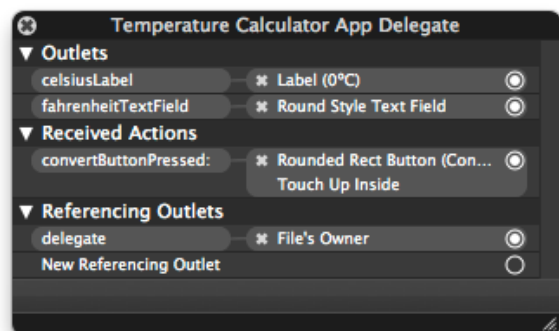 Temperature Calculator App Delegate
Outlets
celsiusLabel Label (0°C)
fahrenheitTextField Round Style Text Field
Received Actions
convertButtonPressed: Rounded Rect Button (Con...
Touch Up Inside
Referencing Outlets
delegate File's Owner
New Referencing Outlet